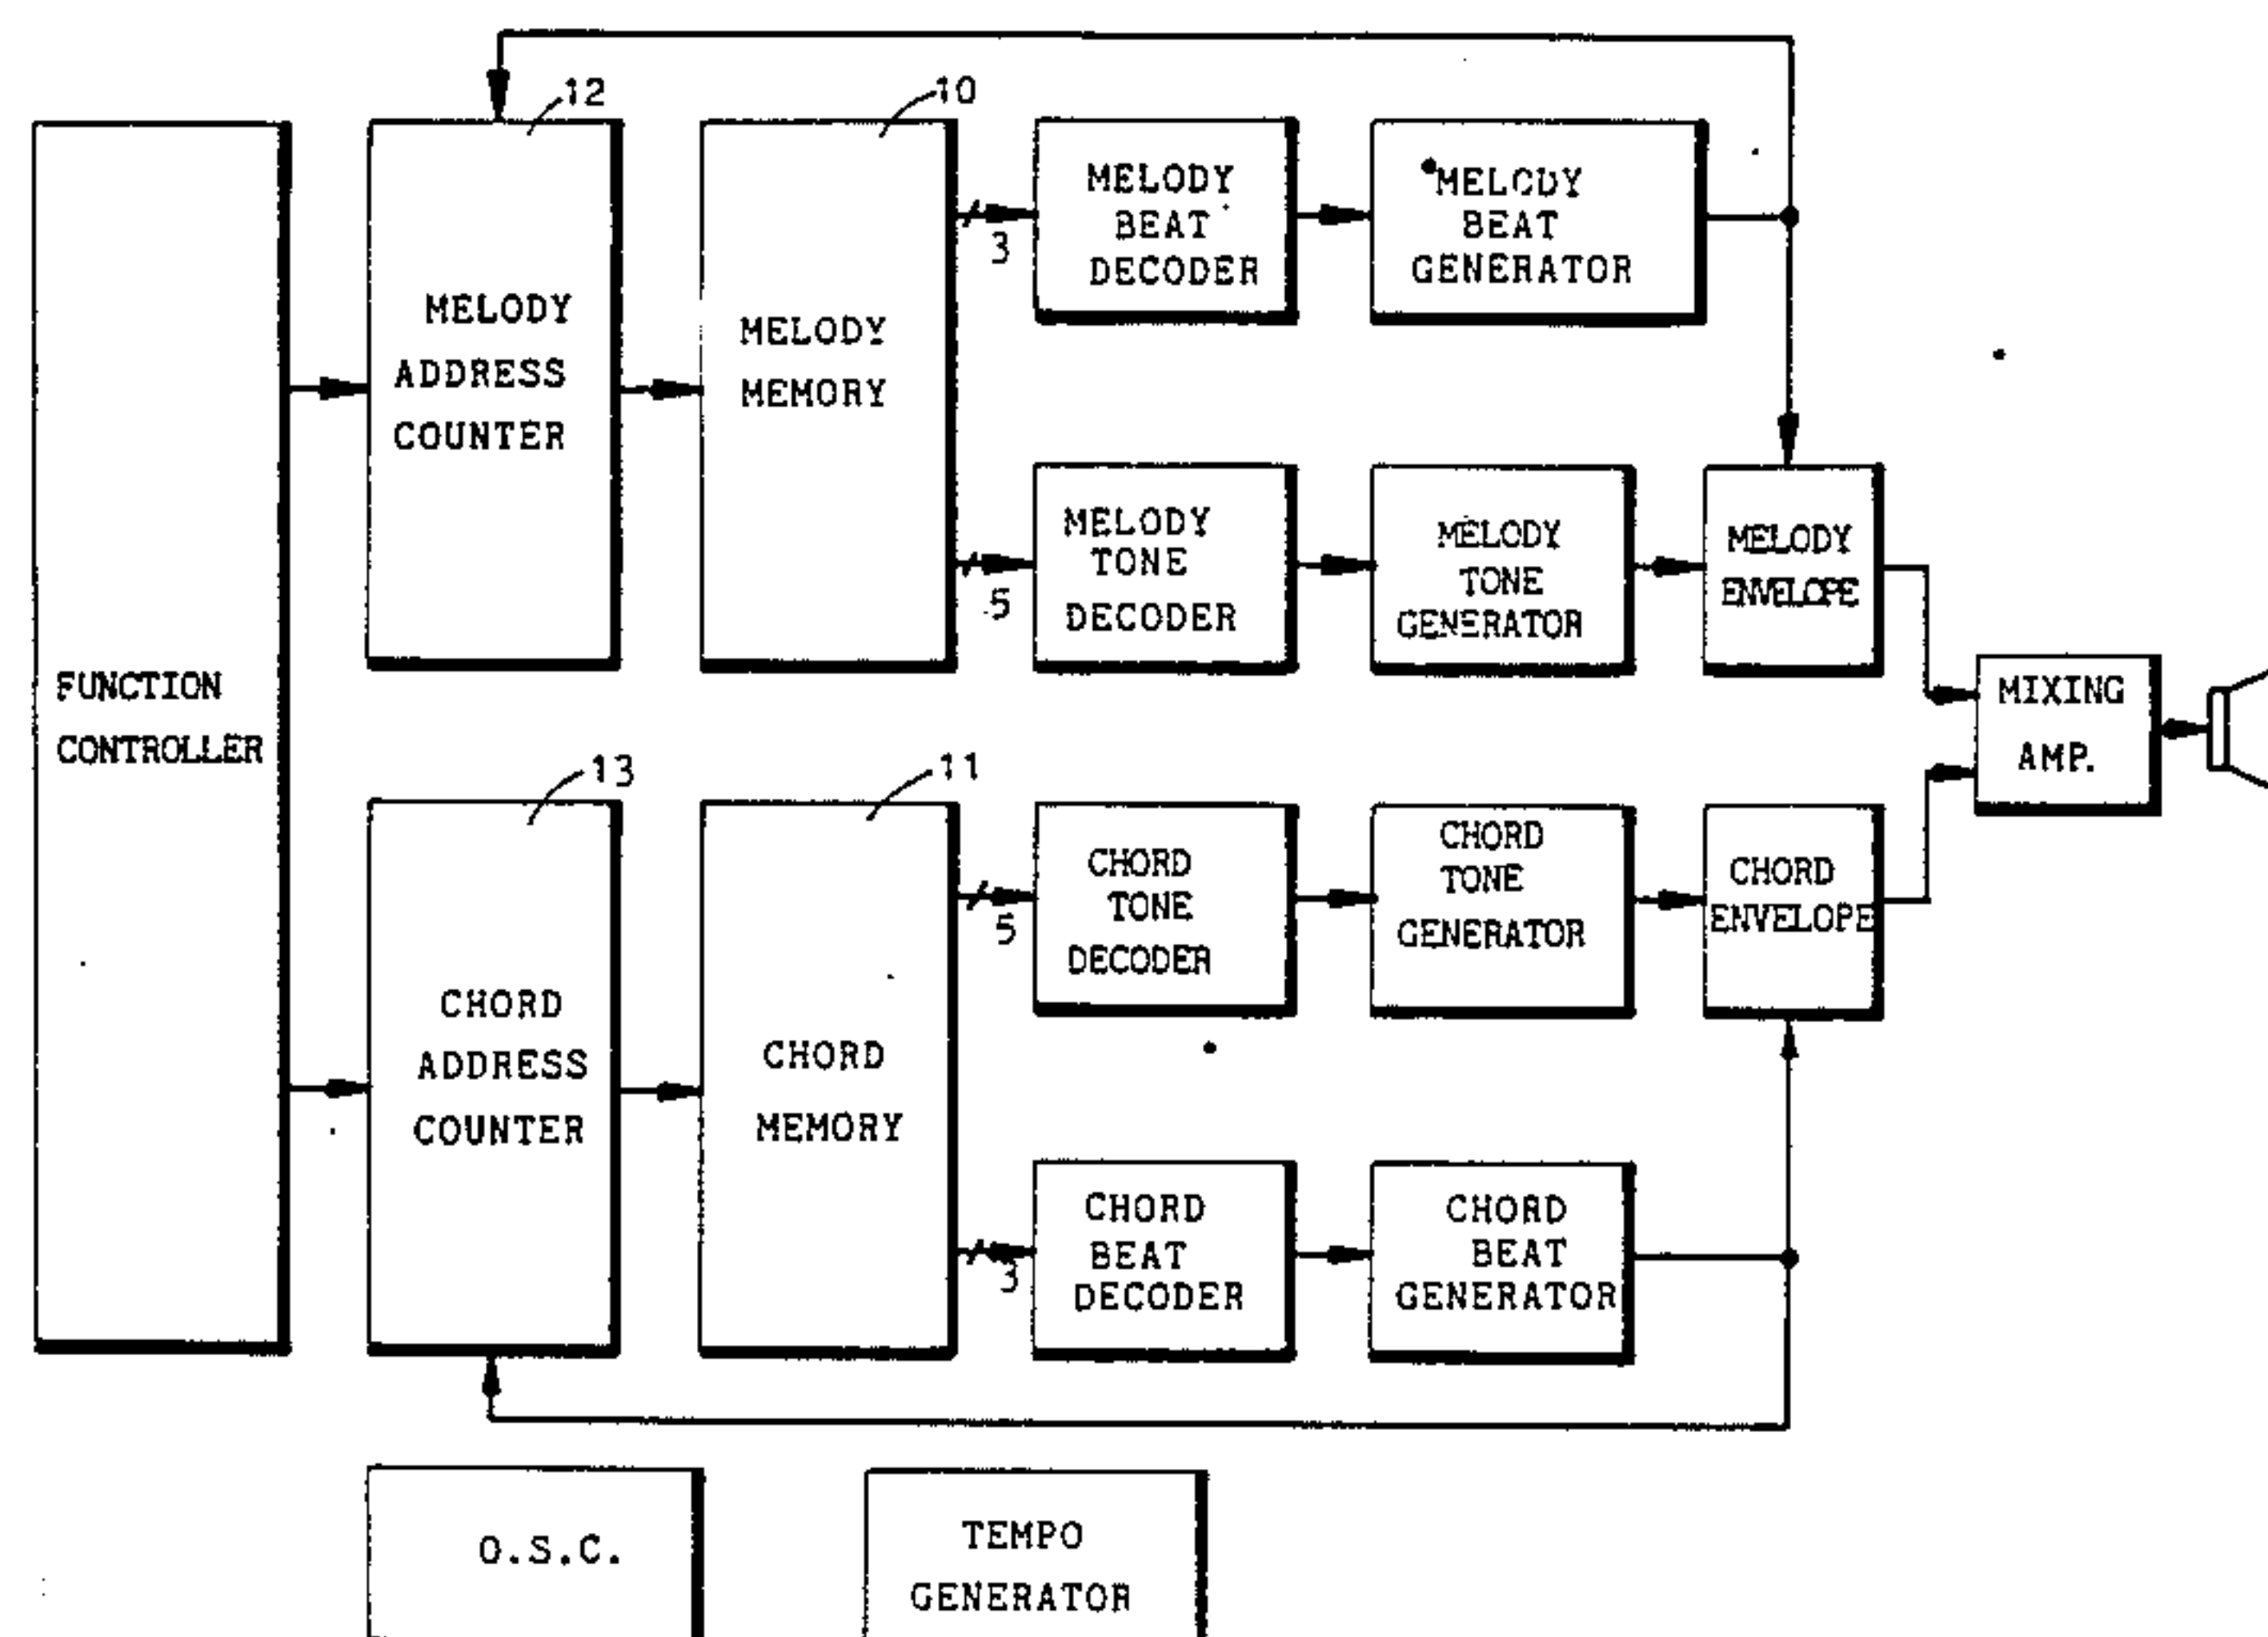 12
10
MELODY
BEAT
DECODER
MELODY
BEAT
GENERATOR
3
MELODY
ADDRESS
COUNTER
MELODY
MEMORY
MELODY
TONE
DECODER
5
MELODY
TONE
GENERATOR
MELODY
ENVELOPE
FUNCTION
CONTROLLER
MIXING
AMP.
13
11
CHORD
TONE
DECODER
5
CHORD
TONE
GENERATOR
CHORD
ENVELOPE
CHORD
ADDRESS
COUNTER
CHORD
MEMORY
CHORD
BEAT
DECODER
3
CHORD
BEAT
GENERATOR
O.S.C.
TEMPO
GENERATOR